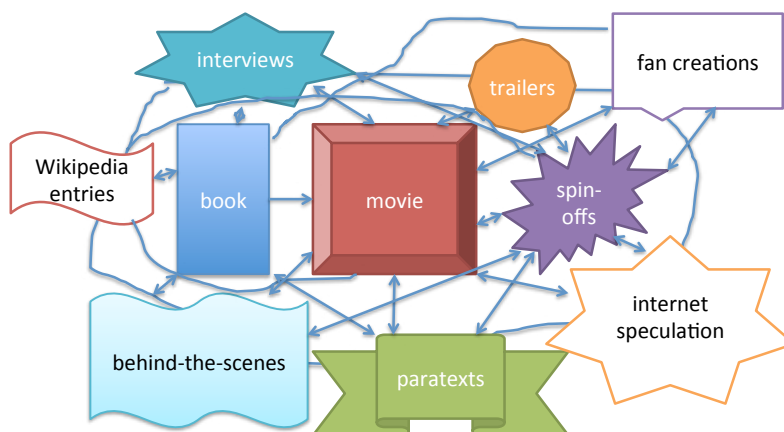 interviews
trailers
fan creations
Wikipedia
entries
book
movie
spin-
offs
internet
speculation
behind-the-scenes
paratexts